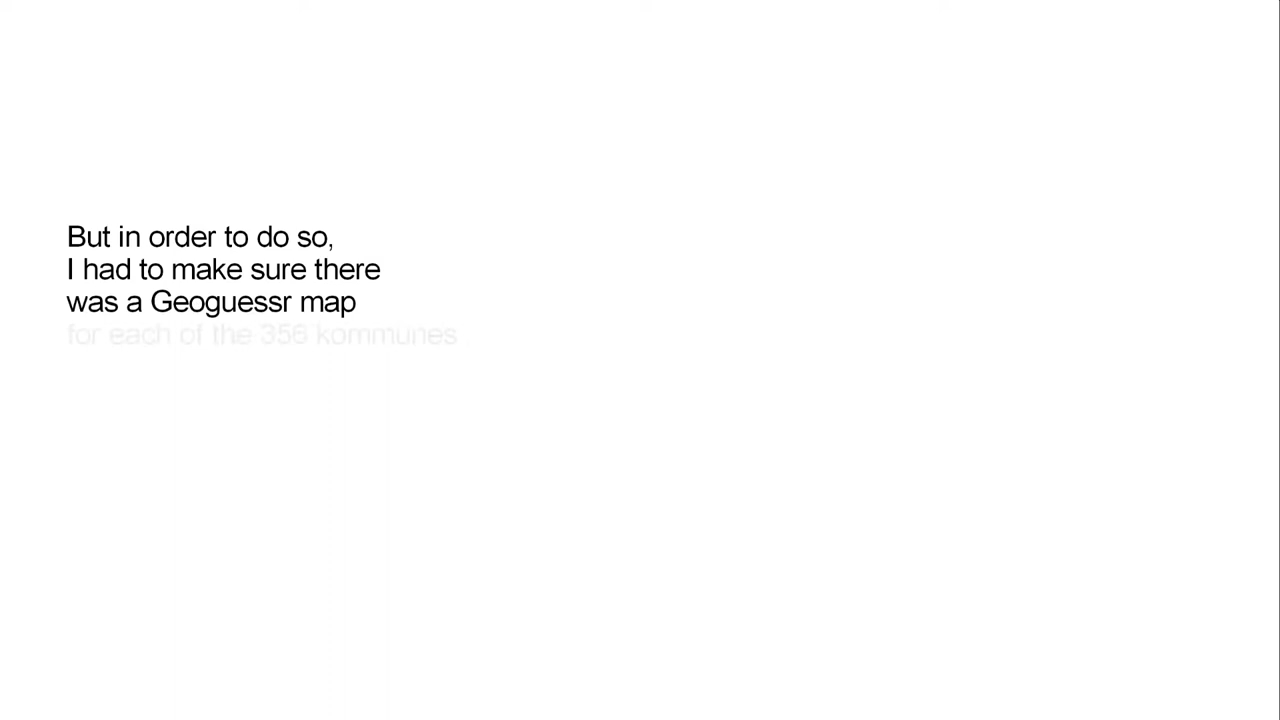 But in order to do so,
I had to make sure there
was a Geoguessr map
for each of the 356 kommunes